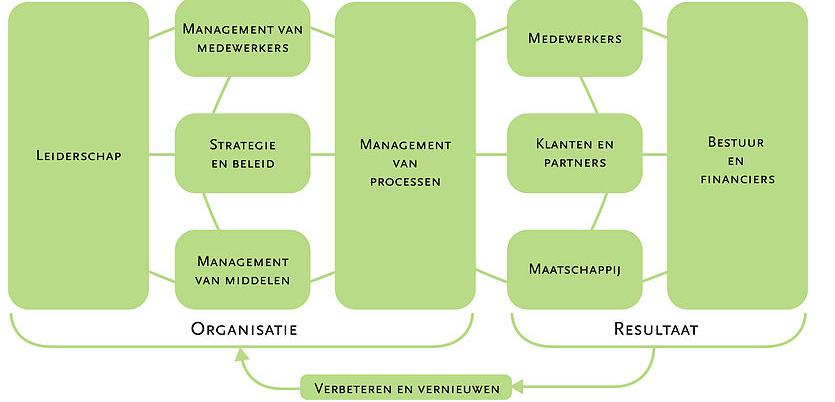 Leiderschap
Management van
medewerkers
Strategie
en beleid
Management
van middelen
Management
van
processen
Medewerkers
Klanten en
partners
Maatschappij
Bestuur
en
financiers
Organisatie
Resultaat
Verbeteren en vernieuwen